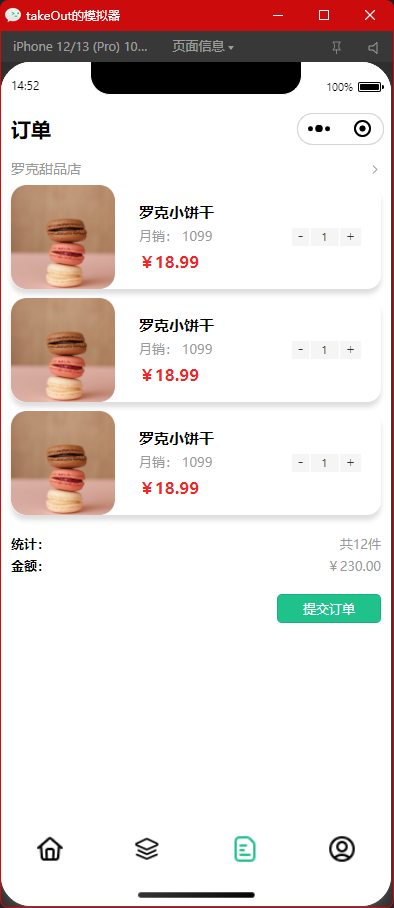 takeOut的模拟器
iPhone 12/13 (Pro) 10... 页面信息
14:52 100%
订单
罗克甜品店
罗克小饼干
月销: 1099 - 1 +
￥18.99
罗克小饼干
月销: 1099 - 1 +
￥18.99
罗克小饼干
月销: 1099 - 1 +
￥18.99
统计: 共12件
金额: ￥230.00
提交订单